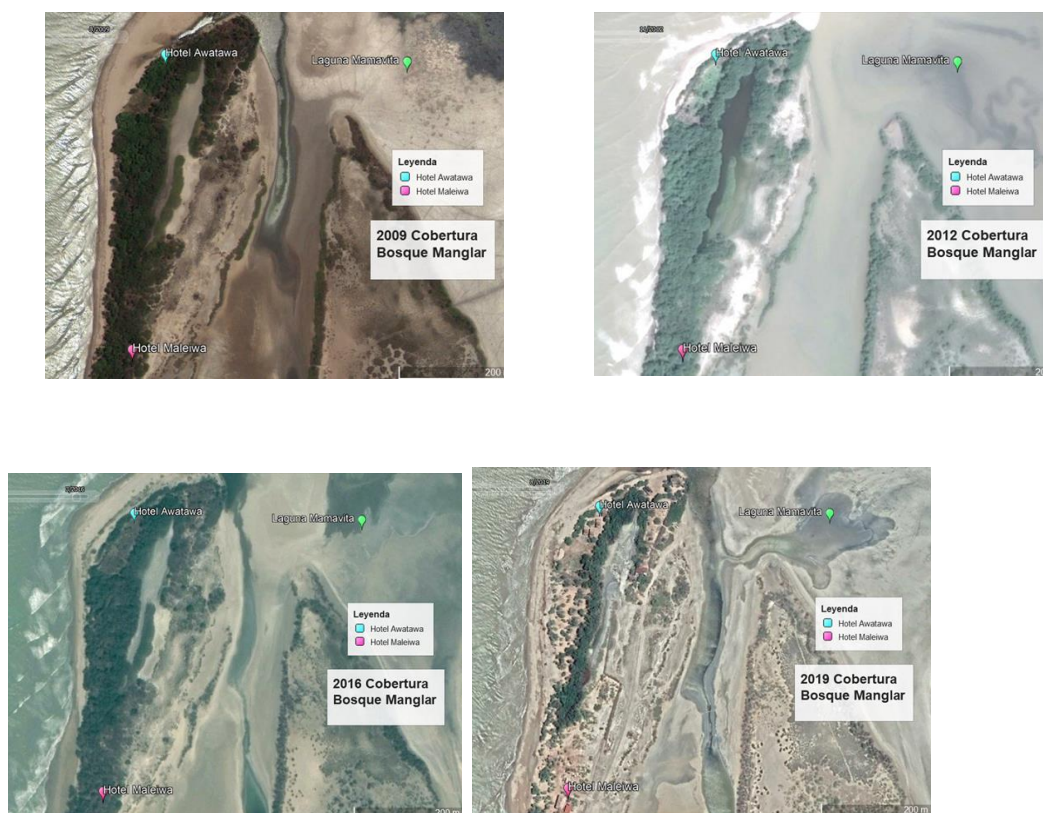 Hotel Awatawa
Laguna Mamavita
Leyenda
Hotel Awatawa
Hotel Maleiwa
2009 Cobertura
Bosque Manglar
Hotel Maleiwa
200
Hotel Awatawa
Laguna Mamavita
Leyenda
Hotel Awatawa
Hotel Maleiwa
2012 Cobertura
Bosque Manglar
Hotel Maleiwa
Hotel Awatawa
Laguna Mamavita
Leyenda
Hotel Awatawa
Hotel Maleiwa
2016 Cobertura
Bosque Manglar
Hotel Maleiwa
200 m
Hotel Awatawa
Laguna Mamavita
Leyenda
Hotel Awatawa
Hotel Maleiwa
2019 Cobertura
Bosque Manglar
Hotel Maleiwa
200 m